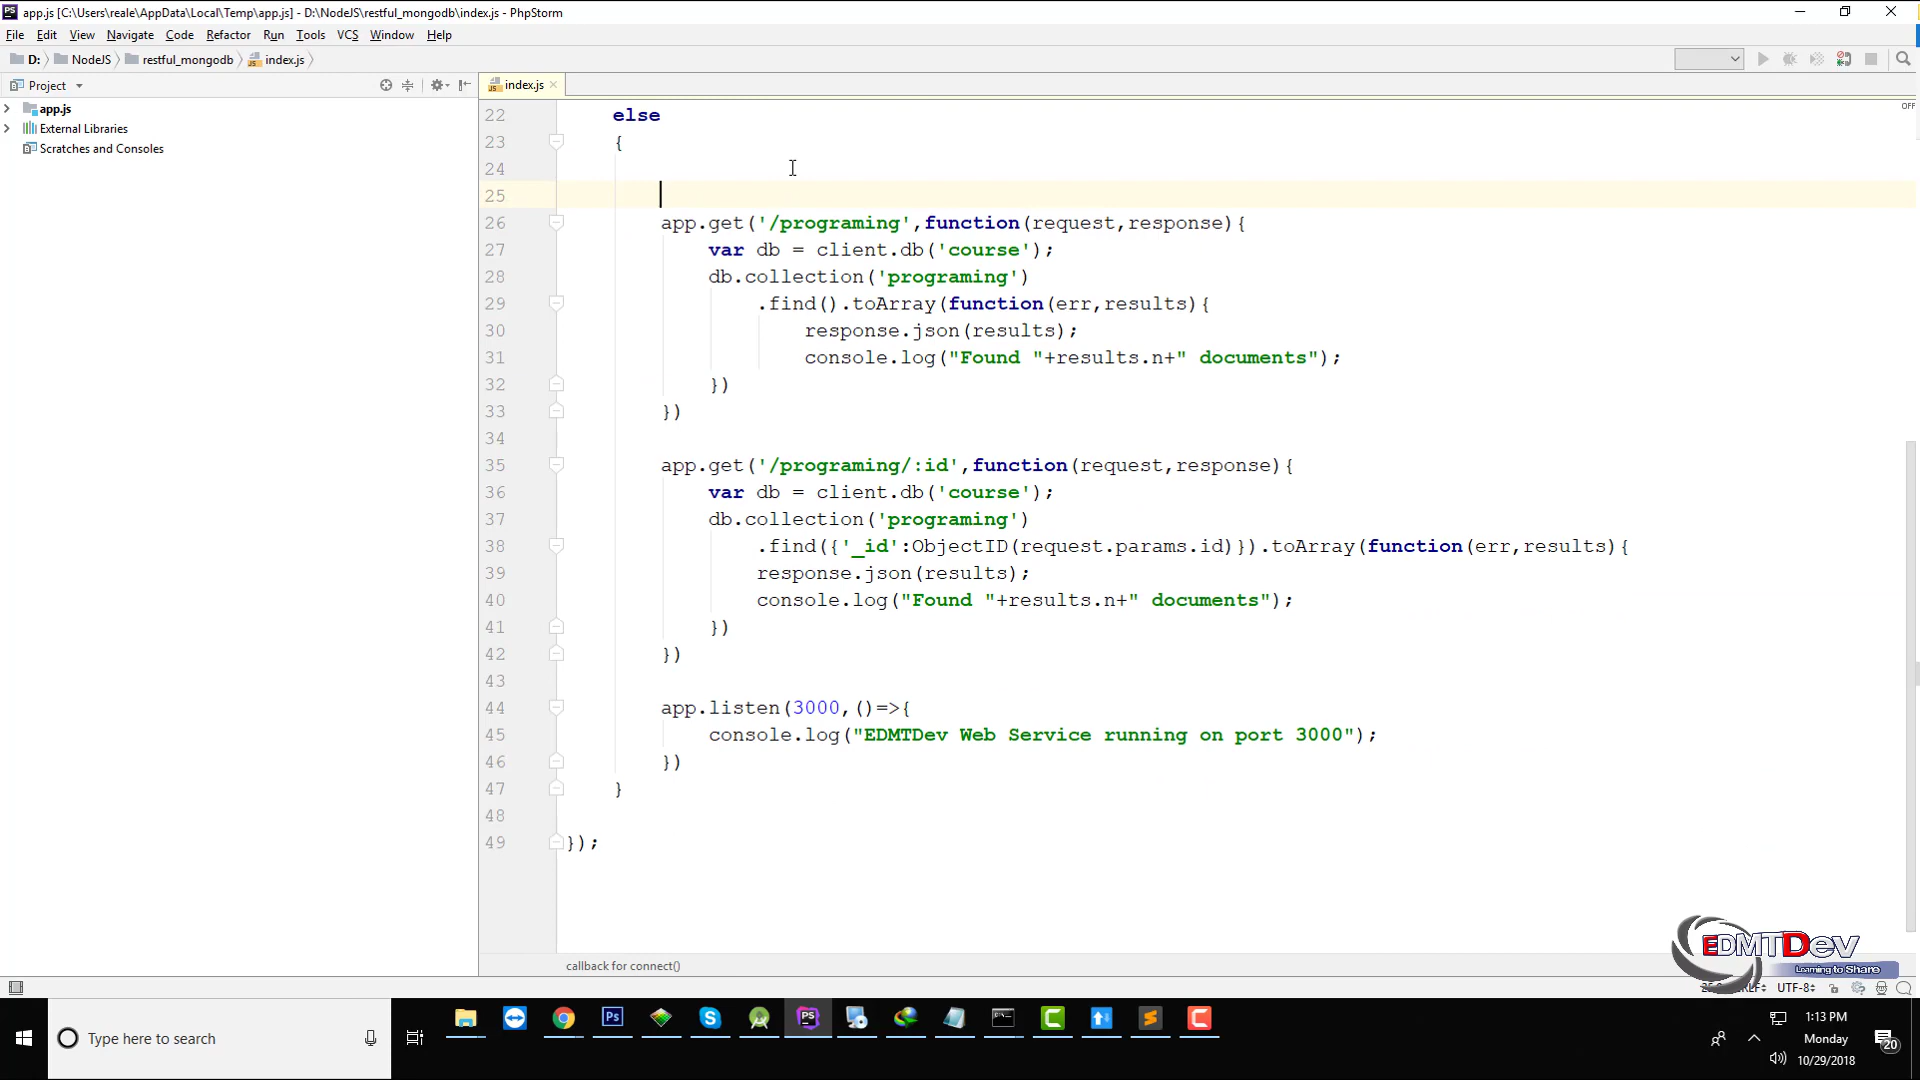 app.js [C:\Users\reale\AppData\Local\Temp\app.js] - D:\NodeJS\restful_mongodb\index.js - PhpStorm
File Edit View Navigate Code Refactor Run Tools VCS Window Help
D: NodeJS restful_mongodb index.js
Project
index.js
app.js
External Libraries
Scratches and Consoles
OFF
22 else
23 {
24
25
26 app.get('/programing',function(request,response){
27 var db = client.db('course');
28 db.collection('programing')
29 .find().toArray(function(err,results){
30 response.json(results);
31 console.log("Found "+results.n+" documents");
32 })
33 })
34
35 app.get('/programing/:id',function(request,response){
36 var db = client.db('course');
37 db.collection('programing')
38 .find({'_id':ObjectID(request.params.id)}).toArray(function(err,results){
39 response.json(results);
40 console.log("Found "+results.n+" documents");
41 })
42 })
43
44 app.listen(3000,()=>{
45 console.log("EDMTDev Web Service running on port 3000");
46 })
47 }
48
49 });
callback for connect()
EDMTDev
Learning to Share
UTF-8
Type here to search
Ps
PS
1:13 PM
Monday
10/29/2018
20